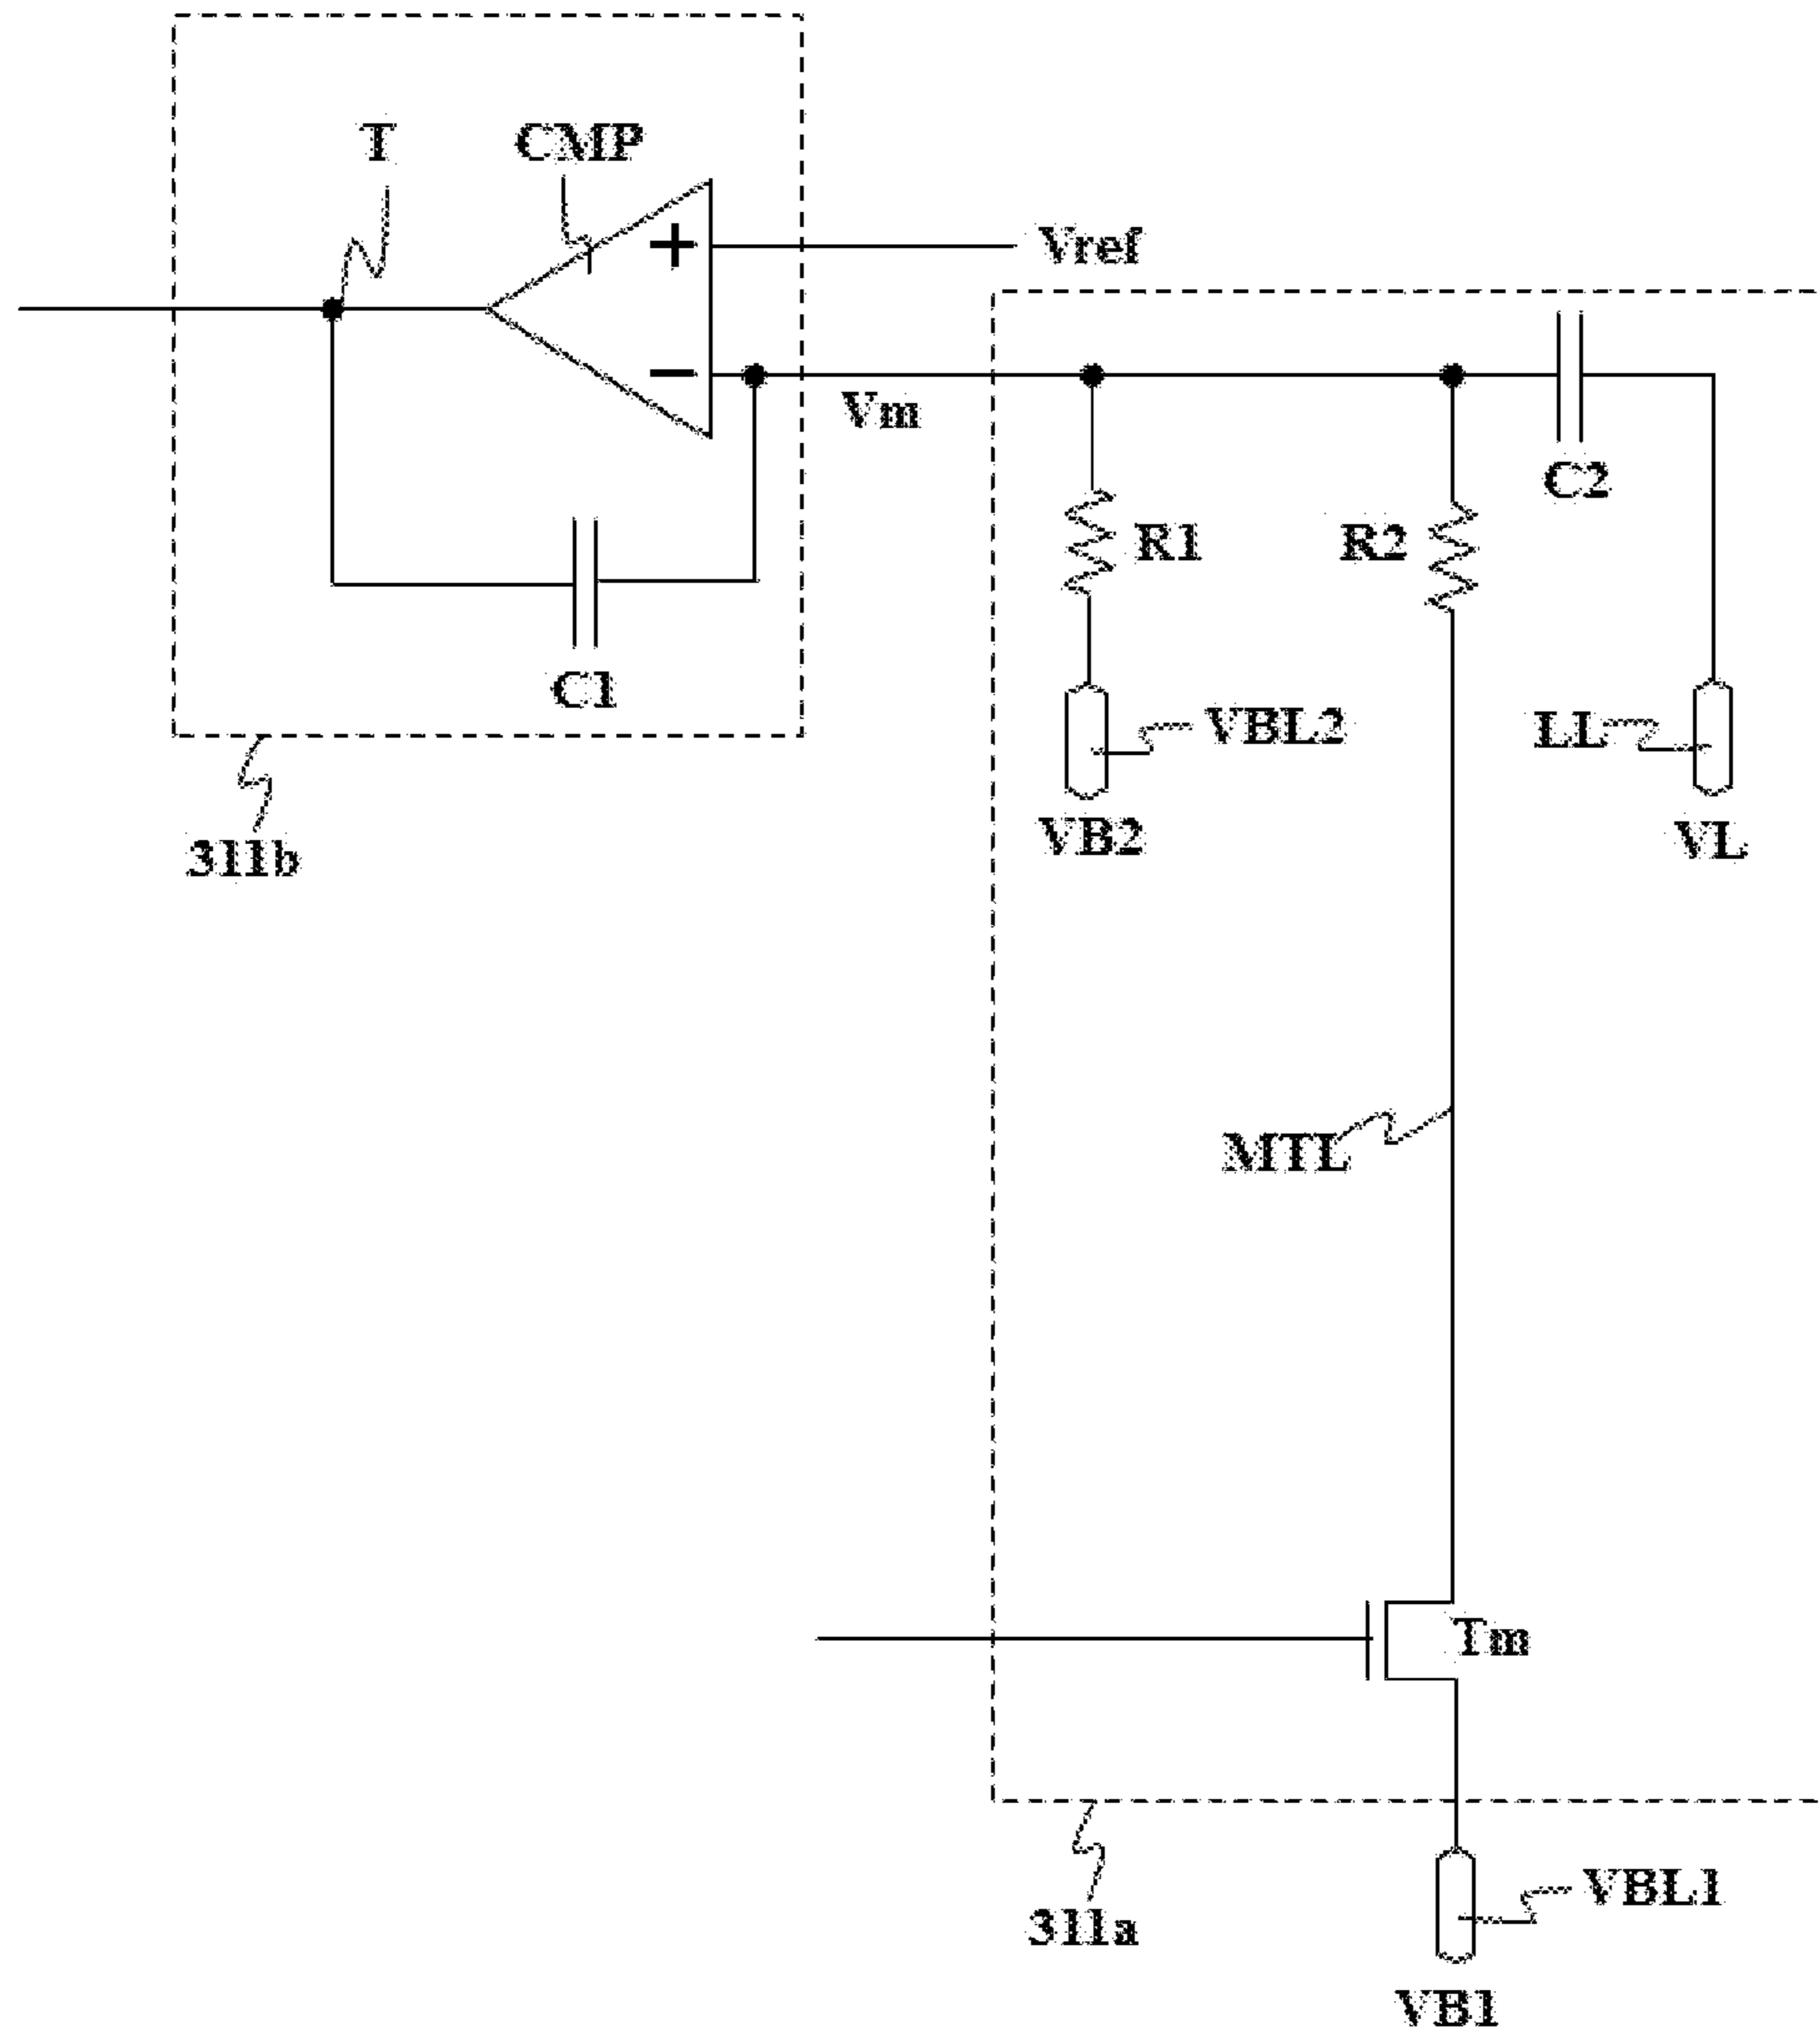 T
CMP
+
Vref
−
Vm
C2
R1
R2
C1
VBL2
LL
VB2
VL
311b
MTL
Tm
VBL1
311a
VB1